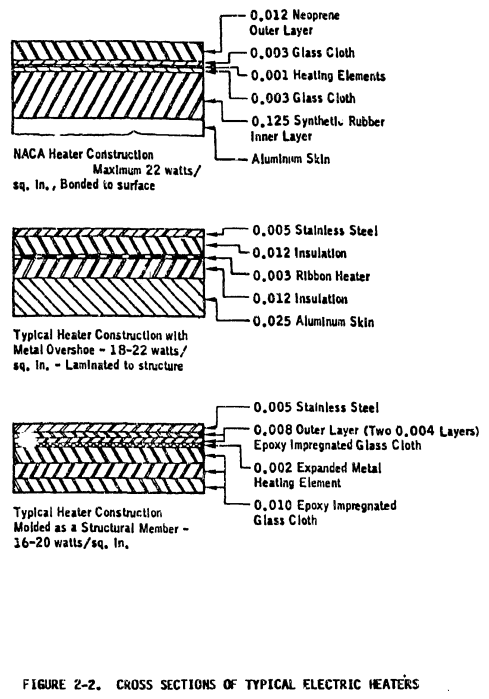 0.012 Neoprene
Outer Layer
0.003 Glass Cloth
0.001 Heating Elements
0.003 Glass Cloth
0.125 Synthetic Rubber
Inner Layer
Aluminum Skin
NACA Heater Construction
Maximum 22 watts/
sq. in., Bonded to surface
0.005 Stainless Steel
0.012 Insulation
0.003 Ribbon Heater
0.012 Insulation
0.025 Aluminum Skin
Typical Heater Construction with
Metal Overshoe - 18-22 watts/
sq. in. - Laminated to structure
0.005 Stainless Steel
0.008 Outer Layer (Two 0.004 Layers)
Epoxy Impregnated Glass Cloth
0.002 Expanded Metal
Heating Element
0.010 Epoxy Impregnated
Glass Cloth
Typical Heater Construction
Molded as a Structural Member -
16-20 watts/sq. in.
FIGURE 2-2. CROSS SECTIONS OF TYPICAL ELECTRIC HEATERS